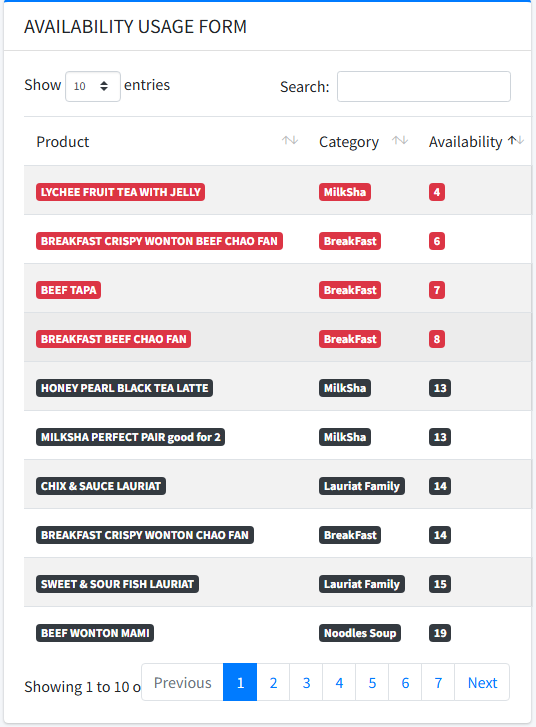 AVAILABILITY USAGE FORM
Show 10 entries Search:
Product Category Availability
LYCHEE FRUIT TEA WITH JELLY MilkSha 4
BREAKFAST CRISPY WONTON BEEF CHAO FAN BreakFast 6
BEEF TAPA BreakFast 7
BREAKFAST BEEF CHAO FAN BreakFast 8
HONEY PEARL BLACK TEA LATTE MilkSha 13
MILKSHA PERFECT PAIR good for 2 MilkSha 13
CHIX & SAUCE LAURIAT Lauriat Family 14
BREAKFAST CRISPY WONTON CHAO FAN BreakFast 14
SWEET & SOUR FISH LAURIAT Lauriat Family 15
BEEF WONTON MAMI Noodles Soup 19
Showing 1 to 10 o Previous 1 2 3 4 5 6 7 Next